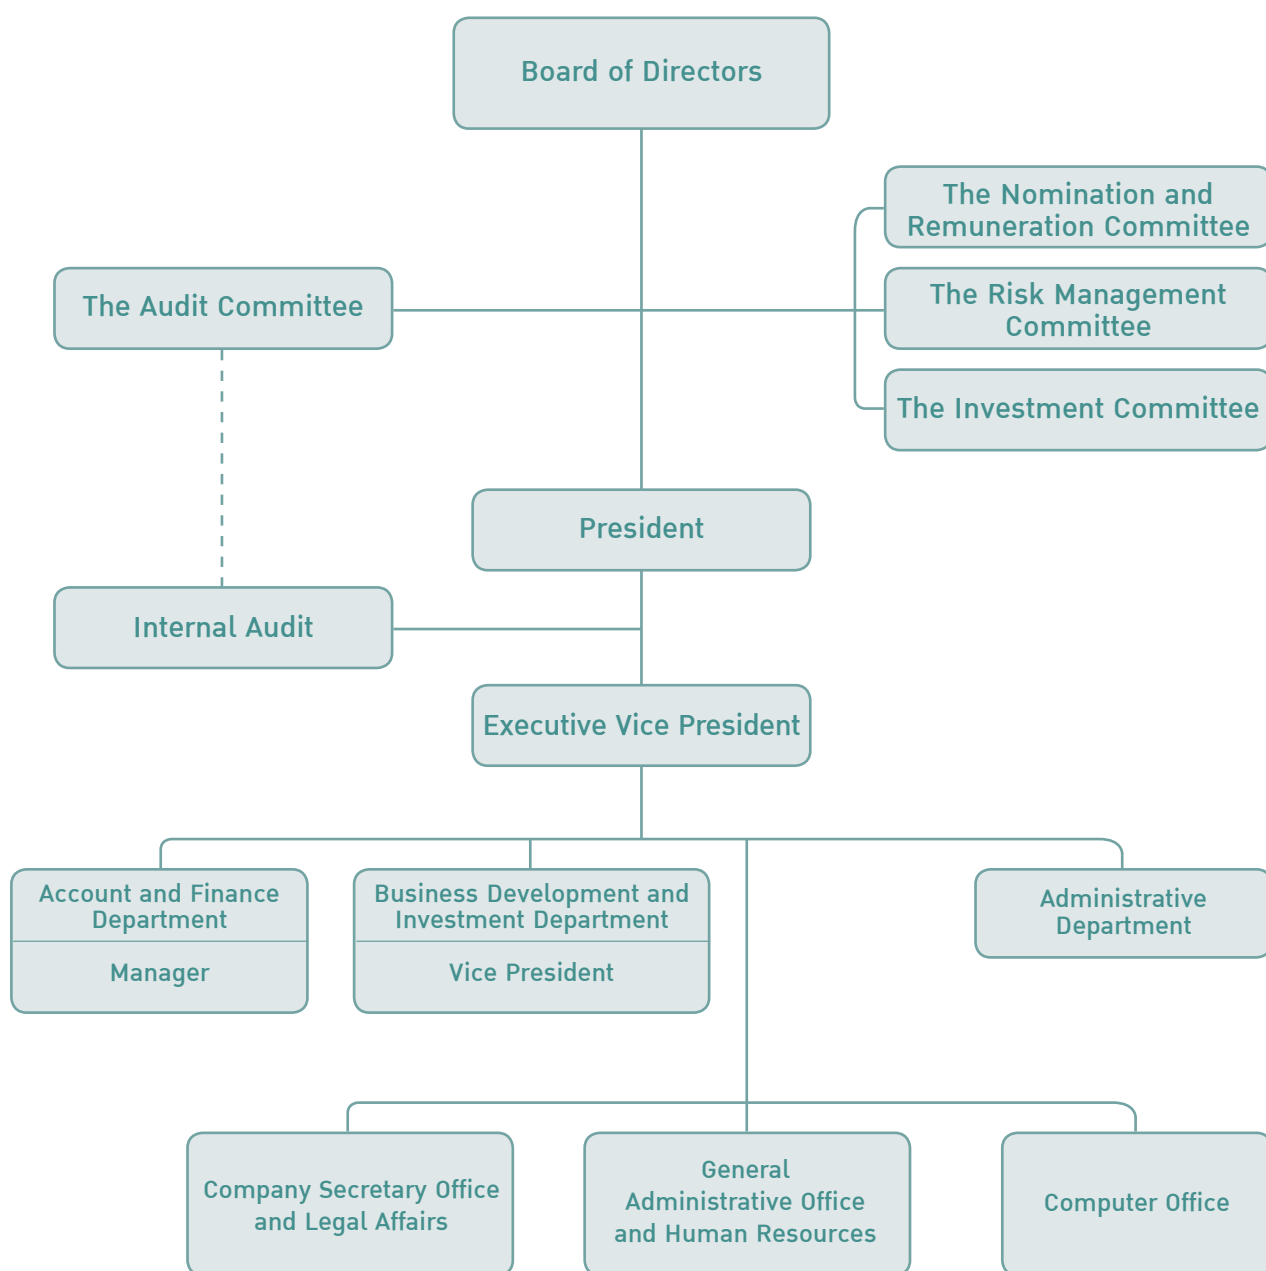 Board of Directors
The Nomination and
Remuneration Committee
The Audit Committee
The Risk Management
Committee
The Investment Committee
President
Internal Audit
Executive Vice President
Account and Finance
Department
Manager
Business Development and
Investment Department
Vice President
Administrative
Department
Company Secretary Office
and Legal Affairs
General
Administrative Office
and Human Resources
Computer Office